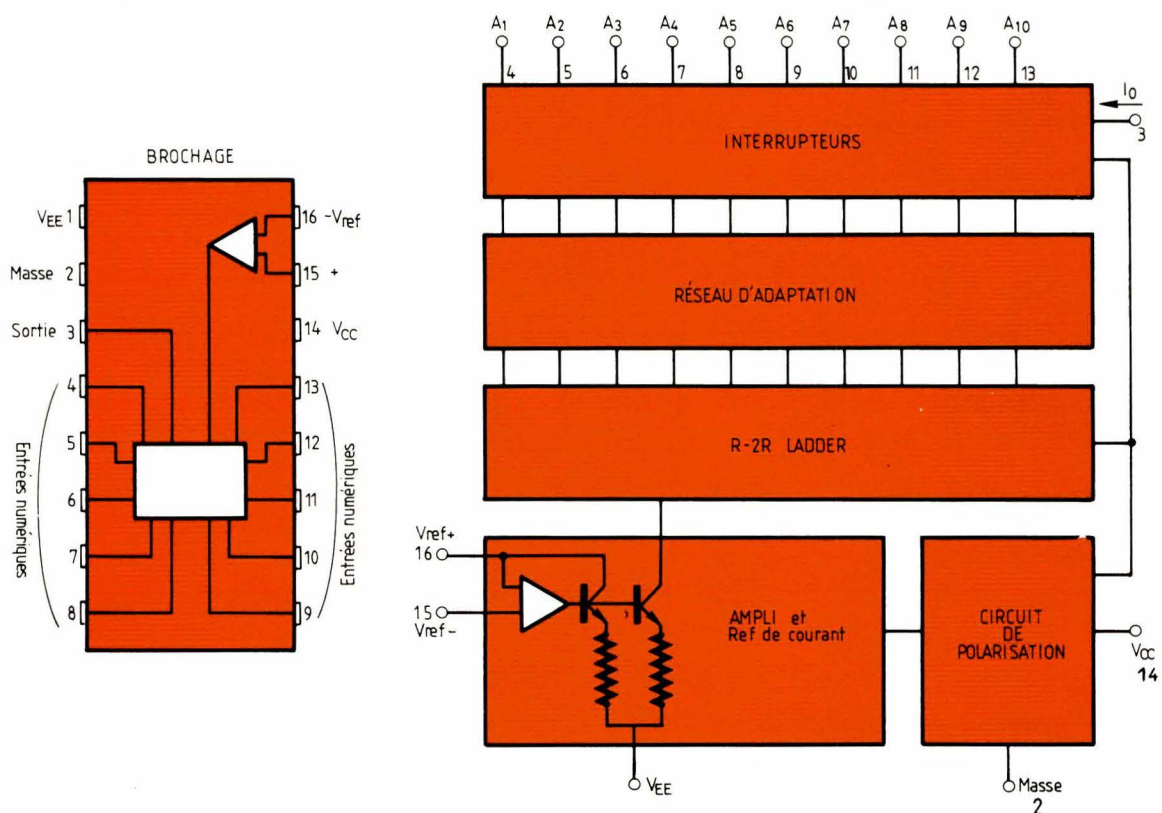 BROCHAGE
VEE 1
16 -Vref
Masse 2
15 +
Sortie 3
14 VCC
4
13
5
12
6
11
7
10
8
9
Entrées numériques
Entrées numériques
A1 A2 A3 A4 A5 A6 A7 A8 A9 A10
4 5 6 7 8 9 10 11 12 13
I0
3
INTERRUPTEURS
RÉSEAU D'ADAPTATION
R-2R LADDER
Vref+
16
15
Vref-
AMPLI et
Ref de courant
CIRCUIT
DE
POLARISATION
VCC
14
VEE
Masse
2